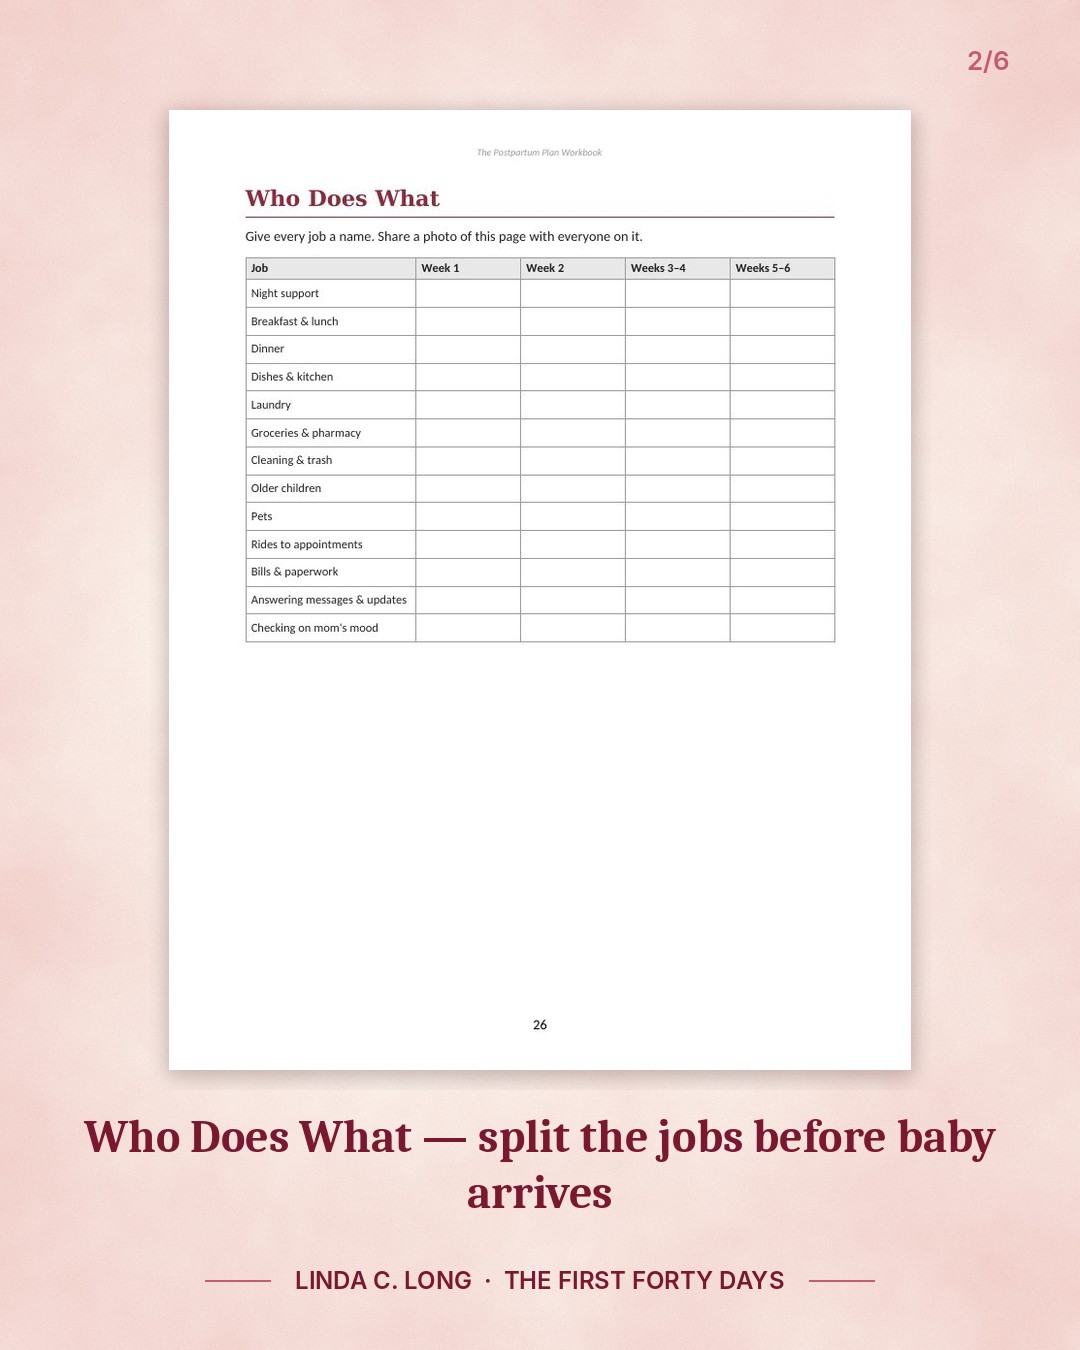 2/6
The Postpartum Plan Workbook
Who Does What
Give every job a name. Share a photo of this page with everyone on it.
Job Week 1 Week 2 Weeks 3–4 Weeks 5–6
Night support
Breakfast & lunch
Dinner
Dishes & kitchen
Laundry
Groceries & pharmacy
Cleaning & trash
Older children
Pets
Rides to appointments
Bills & paperwork
Answering messages & updates
Checking on mom's mood
26
Who Does What — split the jobs before baby
arrives
LINDA C. LONG · THE FIRST FORTY DAYS